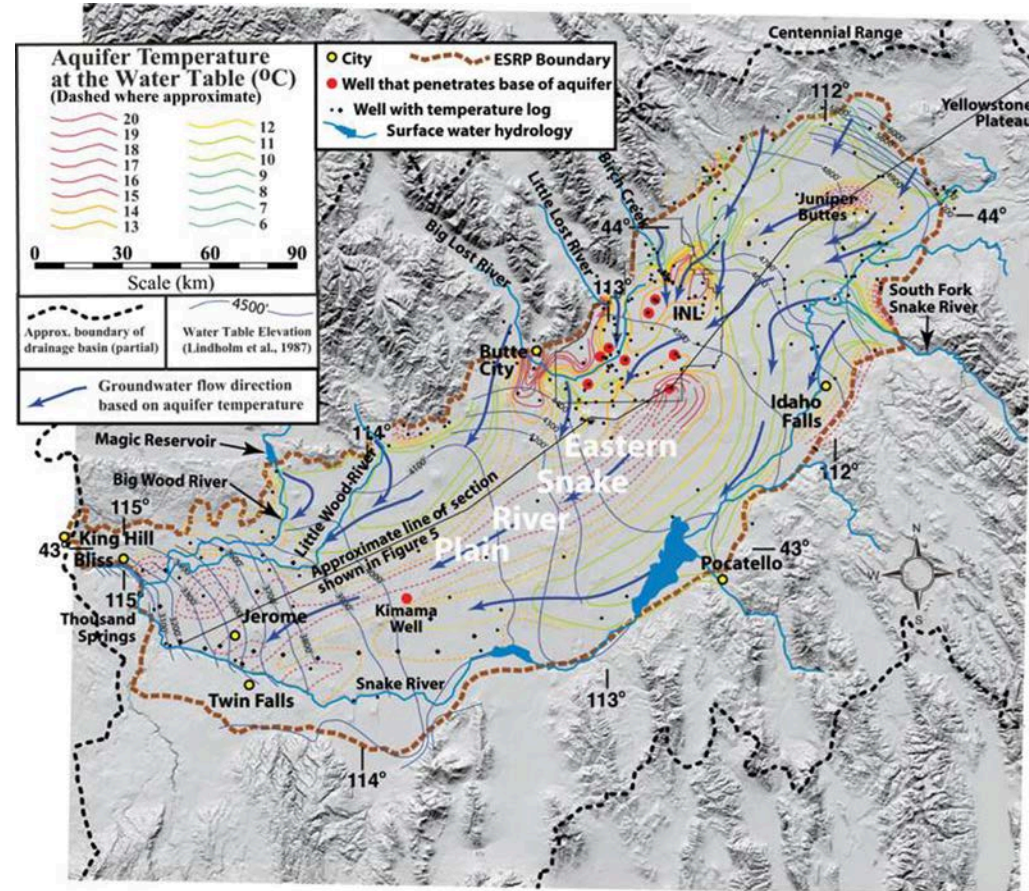 Aquifer Temperature
at the Water Table (ºC)
(Dashed where approximate)
20
19
18
17
16
15
14
13
12
11
10
9
8
7
6
0 30 60 90
Scale (km)
Approx. boundary of
drainage basin (partial)
4500'
Water Table Elevation
(Lindholm et al., 1987)
Groundwater flow direction
based on aquifer temperature
City
ESRP Boundary
Well that penetrates base of aquifer
Well with temperature log
Surface water hydrology
Centennial Range
112°
Yellowstone
Plateau
Birch Creek
Little Lost River
Big Lost River
44°
Juniper
Buttes
44°
113°
INL
South Fork
Snake River
Butte
City
Idaho
Falls
Magic Reservoir
114°
Eastern
Snake
River
Plain
112°
Big Wood River
Little Wood River
115°
Approximate line of section
shown in Figure 5
King Hill
43°
Bliss
43°
Pocatello
115°
Thousand
Springs
Jerome
Kimama
Well
Twin Falls
Snake River
113°
114°
N
W
E
S